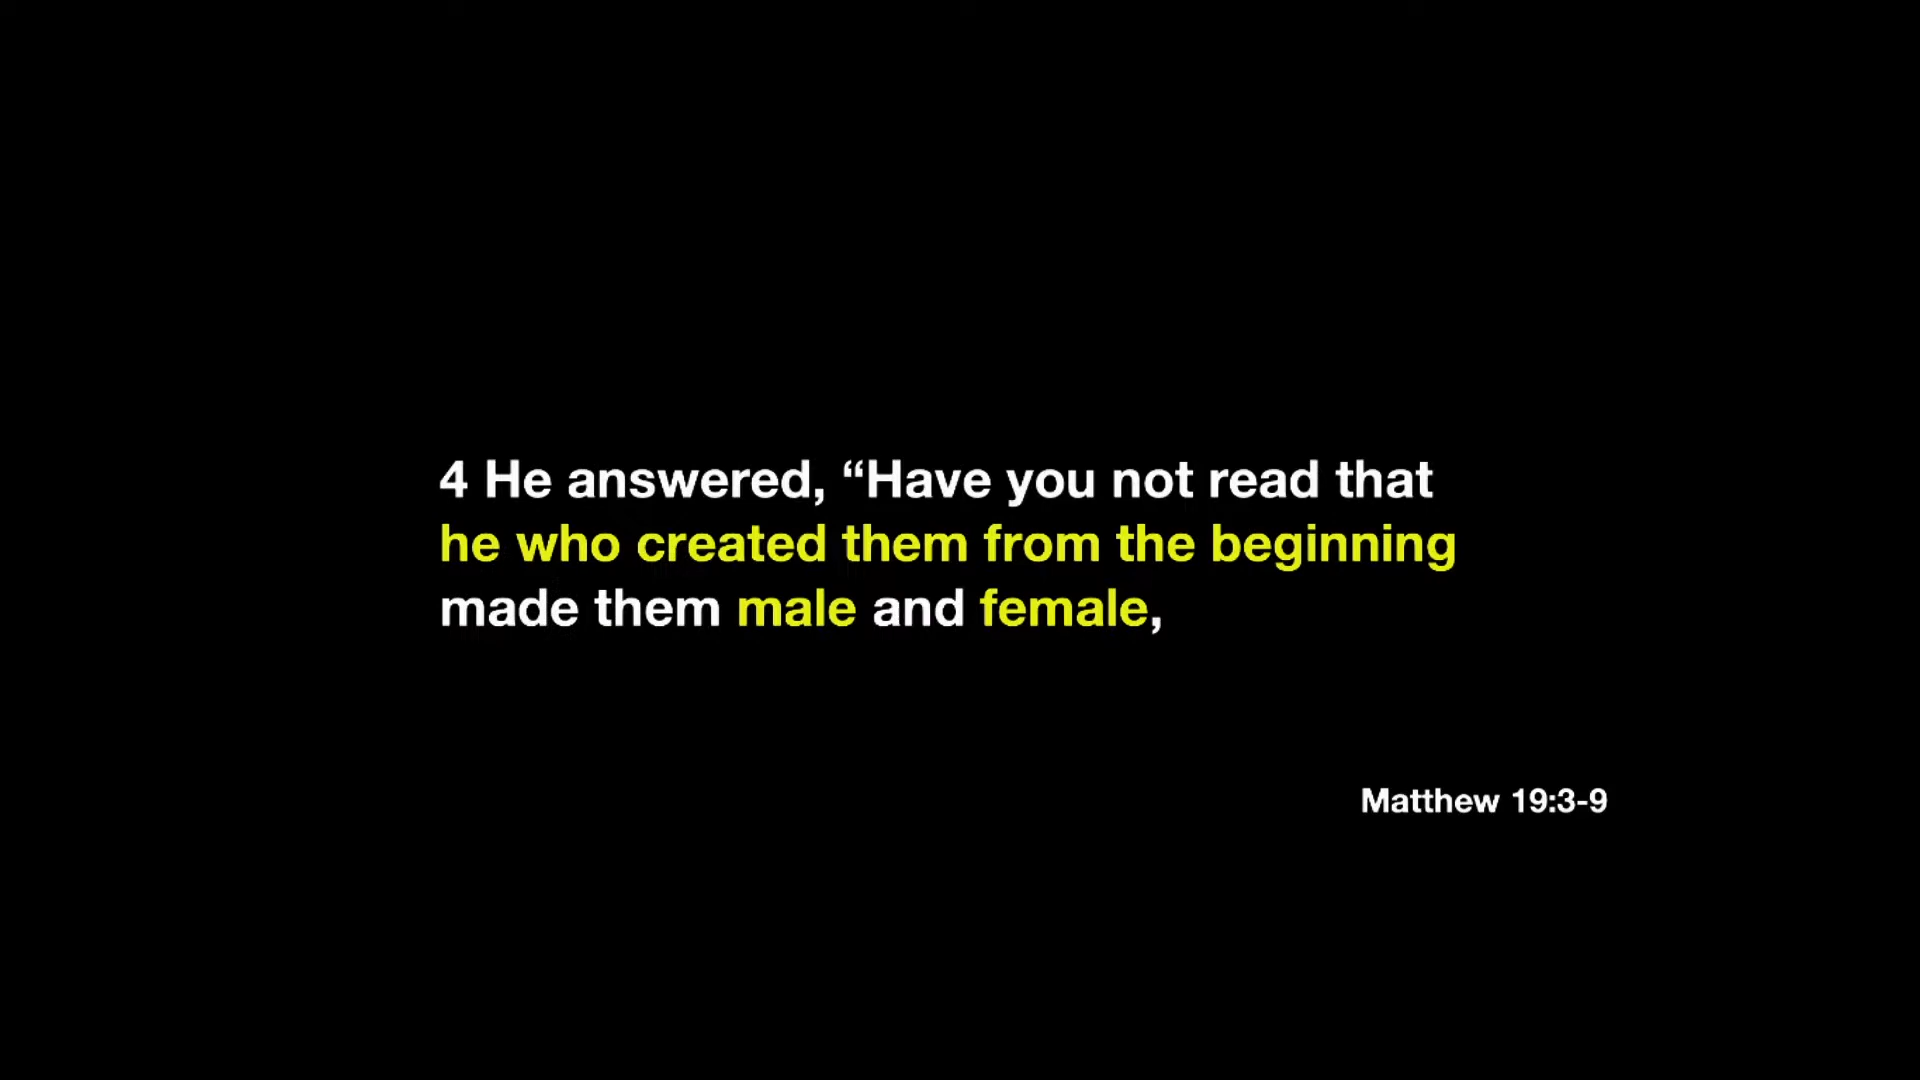 4 He answered, “Have you not read that
he who created them from the beginning
made them male and female,
Matthew 19:3-9